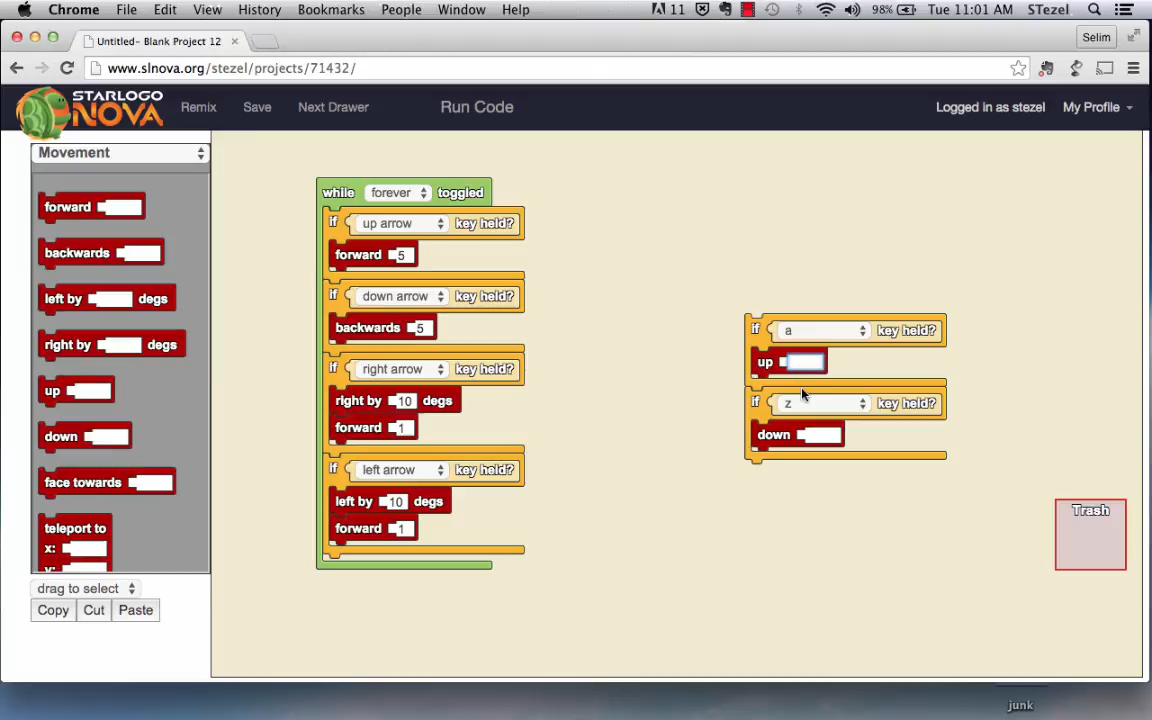 Chrome File Edit View History Bookmarks People Window Help 11 98% Tue 11:01 AM STezel
Untitled- Blank Project 12 Selim
www.slnova.org/stezel/projects/71432/
STARLOGO NOVA Remix Save Next Drawer Run Code Logged in as stezel My Profile
Movement
forward
backwards
left by degs
right by degs
up
down
face towards
teleport to
x:
while forever toggled
if up arrow key held?
forward 5
if down arrow key held?
backwards 5
if right arrow key held?
right by 10 degs
forward 1
if left arrow key held?
left by 10 degs
forward 1
if a key held?
up
if z key held?
down
Trash
drag to select
Copy Cut Paste
junk